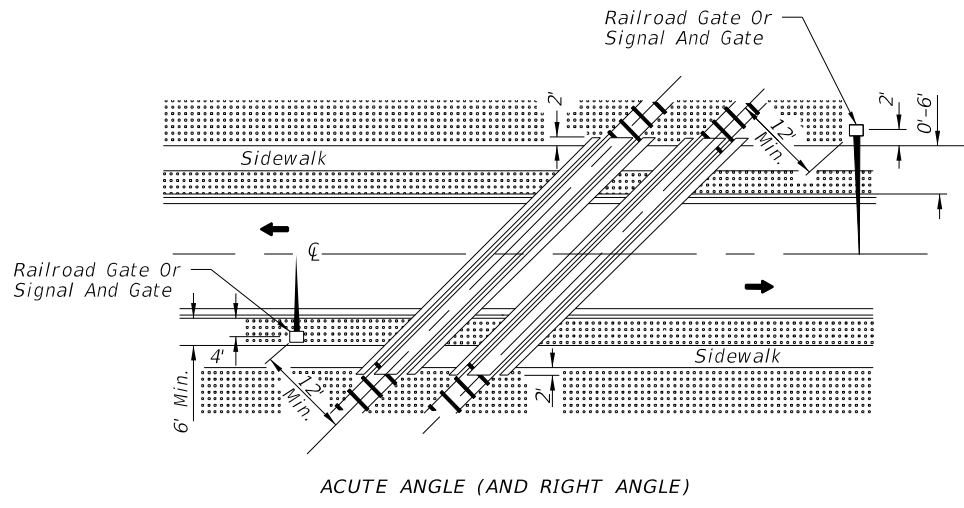 Railroad Gate Or
Signal And Gate
2'
2'
0'-6'
12'
Min.
Sidewalk
℄
Railroad Gate Or
Signal And Gate
4'
6' Min.
12'
Min.
2'
Sidewalk
ACUTE ANGLE (AND RIGHT ANGLE)